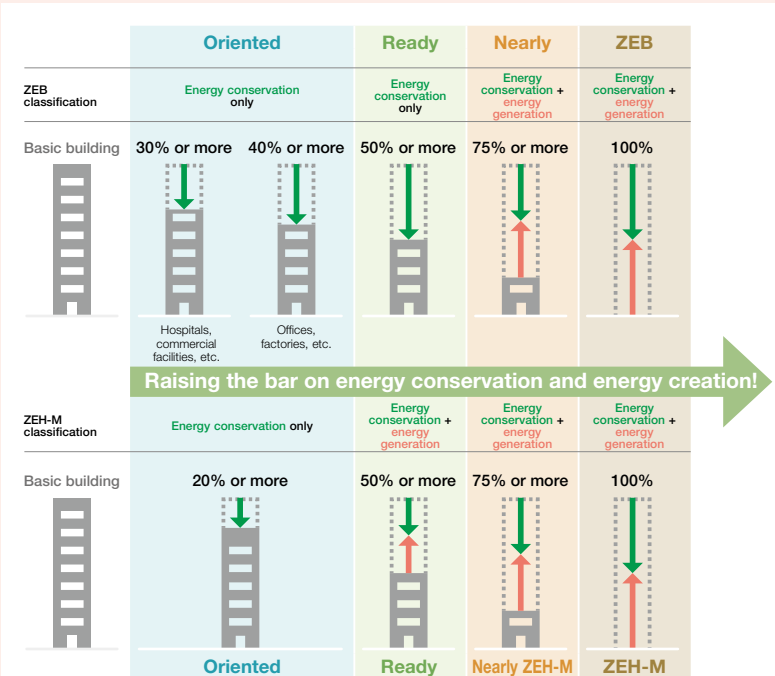 Oriented
Ready
Nearly
ZEB
ZEB
classification
Energy conservation
only
Energy
conservation
only
Energy
conservation +
energy
generation
Energy
conservation +
energy
generation
Basic building
30% or more
40% or more
50% or more
75% or more
100%
Hospitals,
commercial
facilities, etc.
Offices,
factories, etc.
Raising the bar on energy conservation and energy creation!
ZEH-M
classification
Energy conservation only
Energy
conservation +
energy
generation
Energy
conservation +
energy
generation
Energy
conservation +
energy
generation
Basic building
20% or more
50% or more
75% or more
100%
Oriented
Ready
Nearly ZEH-M
ZEH-M